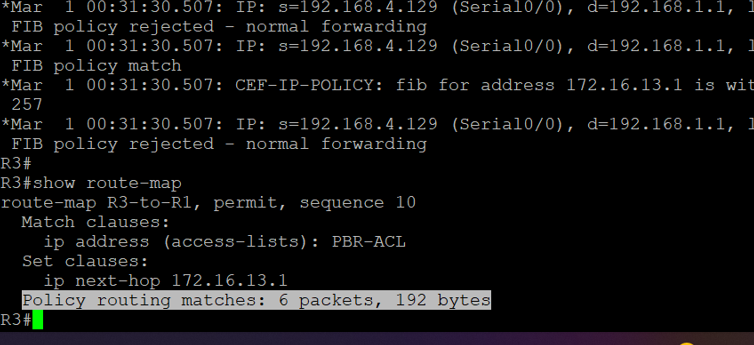 *Mar  1 00:31:30.507: IP: s=192.168.4.129 (Serial0/0), d=192.168.1.1, l
 FIB policy rejected - normal forwarding
*Mar  1 00:31:30.507: IP: s=192.168.4.129 (Serial0/0), d=192.168.1.1, l
 FIB policy match
*Mar  1 00:31:30.507: CEF-IP-POLICY: fib for address 172.16.13.1 is wit
 257
*Mar  1 00:31:30.507: IP: s=192.168.4.129 (Serial0/0), d=192.168.1.1, l
 FIB policy rejected - normal forwarding
R3#
R3#show route-map
route-map R3-to-R1, permit, sequence 10
  Match clauses:
    ip address (access-lists): PBR-ACL
  Set clauses:
    ip next-hop 172.16.13.1
  Policy routing matches: 6 packets, 192 bytes
R3#